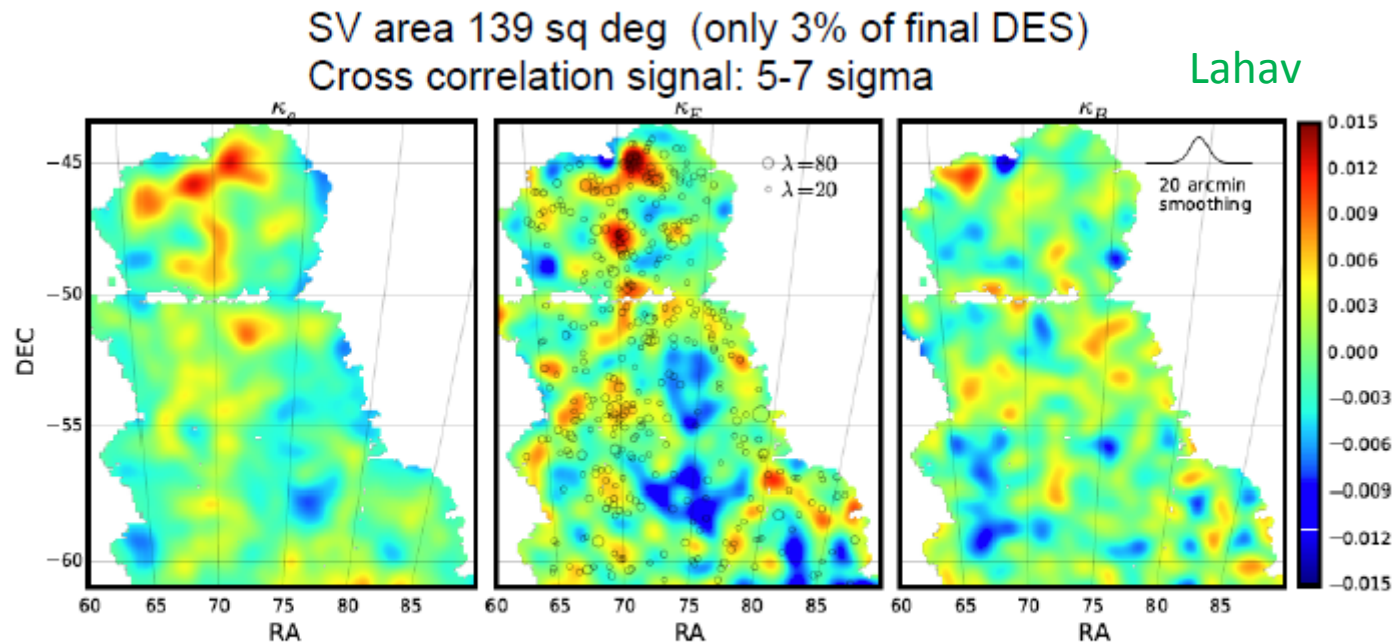 SV area 139 sq deg (only 3% of final DES)
Cross correlation signal: 5-7 sigma
Lahav
κg
κE
κB
λ=80
λ=20
20 arcmin
smoothing
−45
−50
−55
−60
DEC
60 65 70 75 80 85
RA
60 65 70 75 80 85
RA
60 65 70 75 80 85
RA
0.015
0.012
0.009
0.006
0.003
0.000
−0.003
−0.006
−0.009
−0.012
−0.015